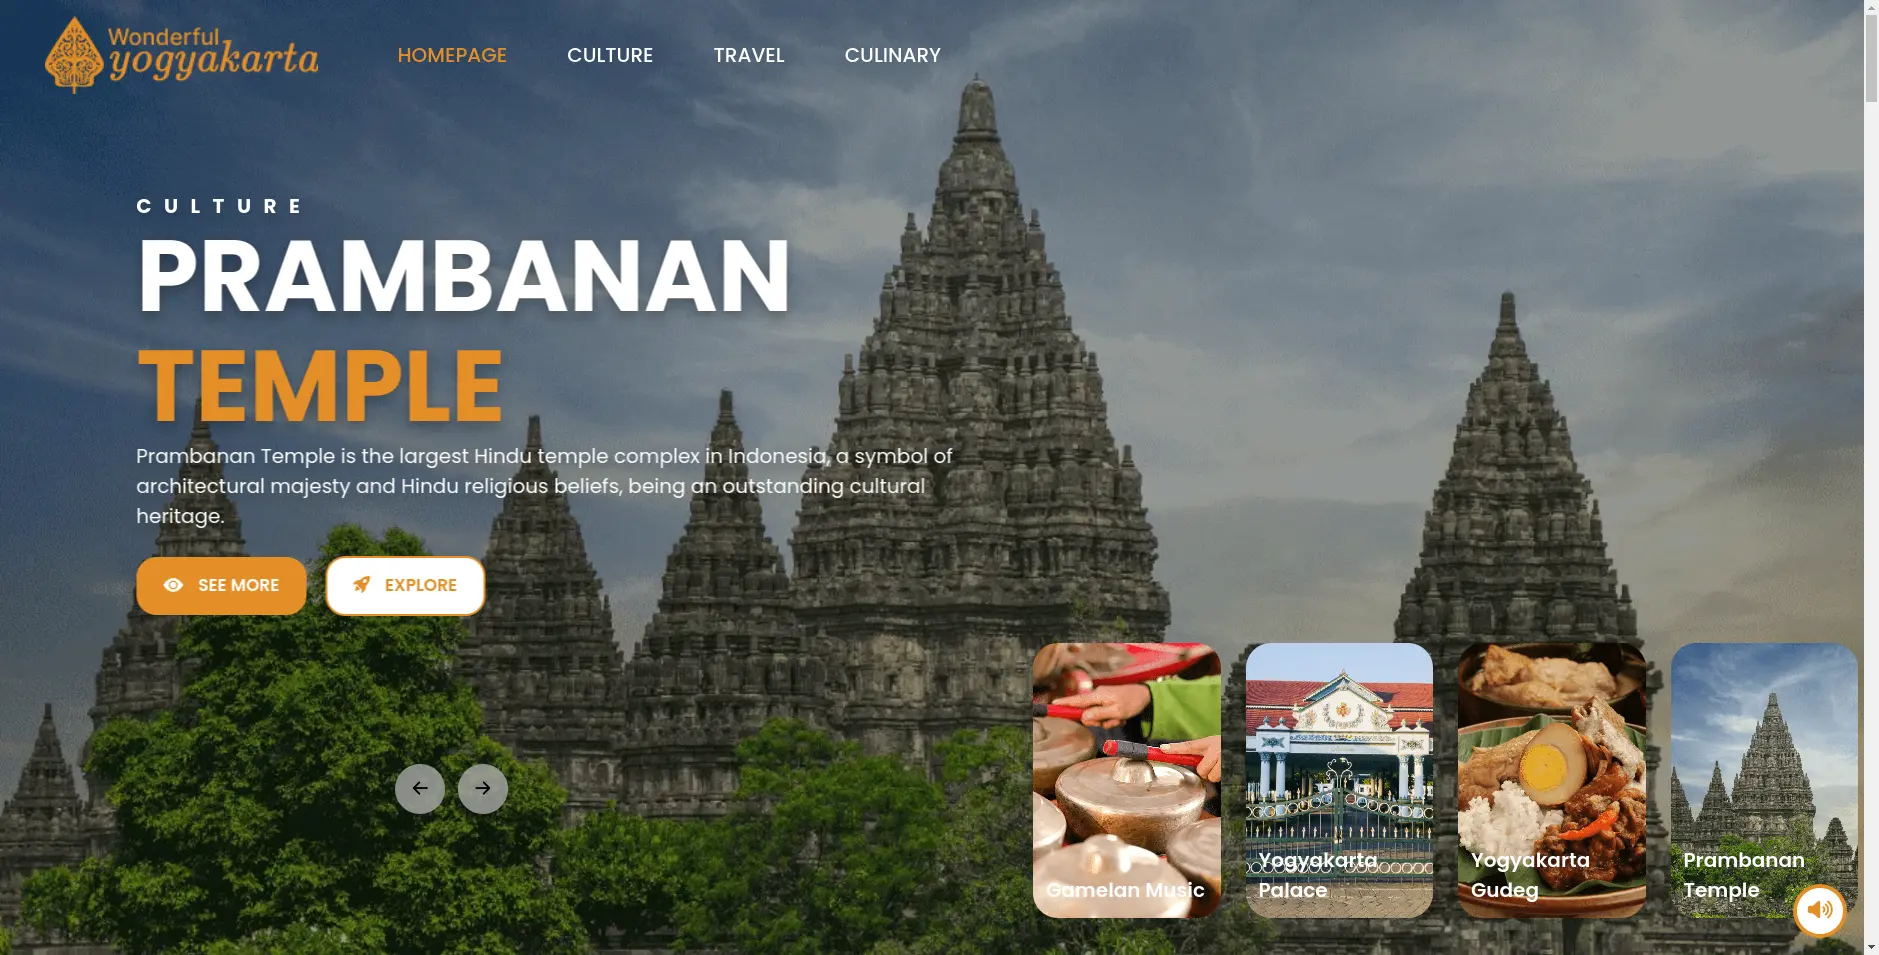 Wonderful
yogyakarta
HOMEPAGE
CULTURE
TRAVEL
CULINARY
CULTURE
PRAMBANAN
TEMPLE
Prambanan Temple is the largest Hindu temple complex in Indonesia, a symbol of
architectural majesty and Hindu religious beliefs, being an outstanding cultural
heritage.
SEE MORE
EXPLORE
Gamelan Music
Yogyakarta
Palace
Yogyakarta
Gudeg
Prambanan
Temple